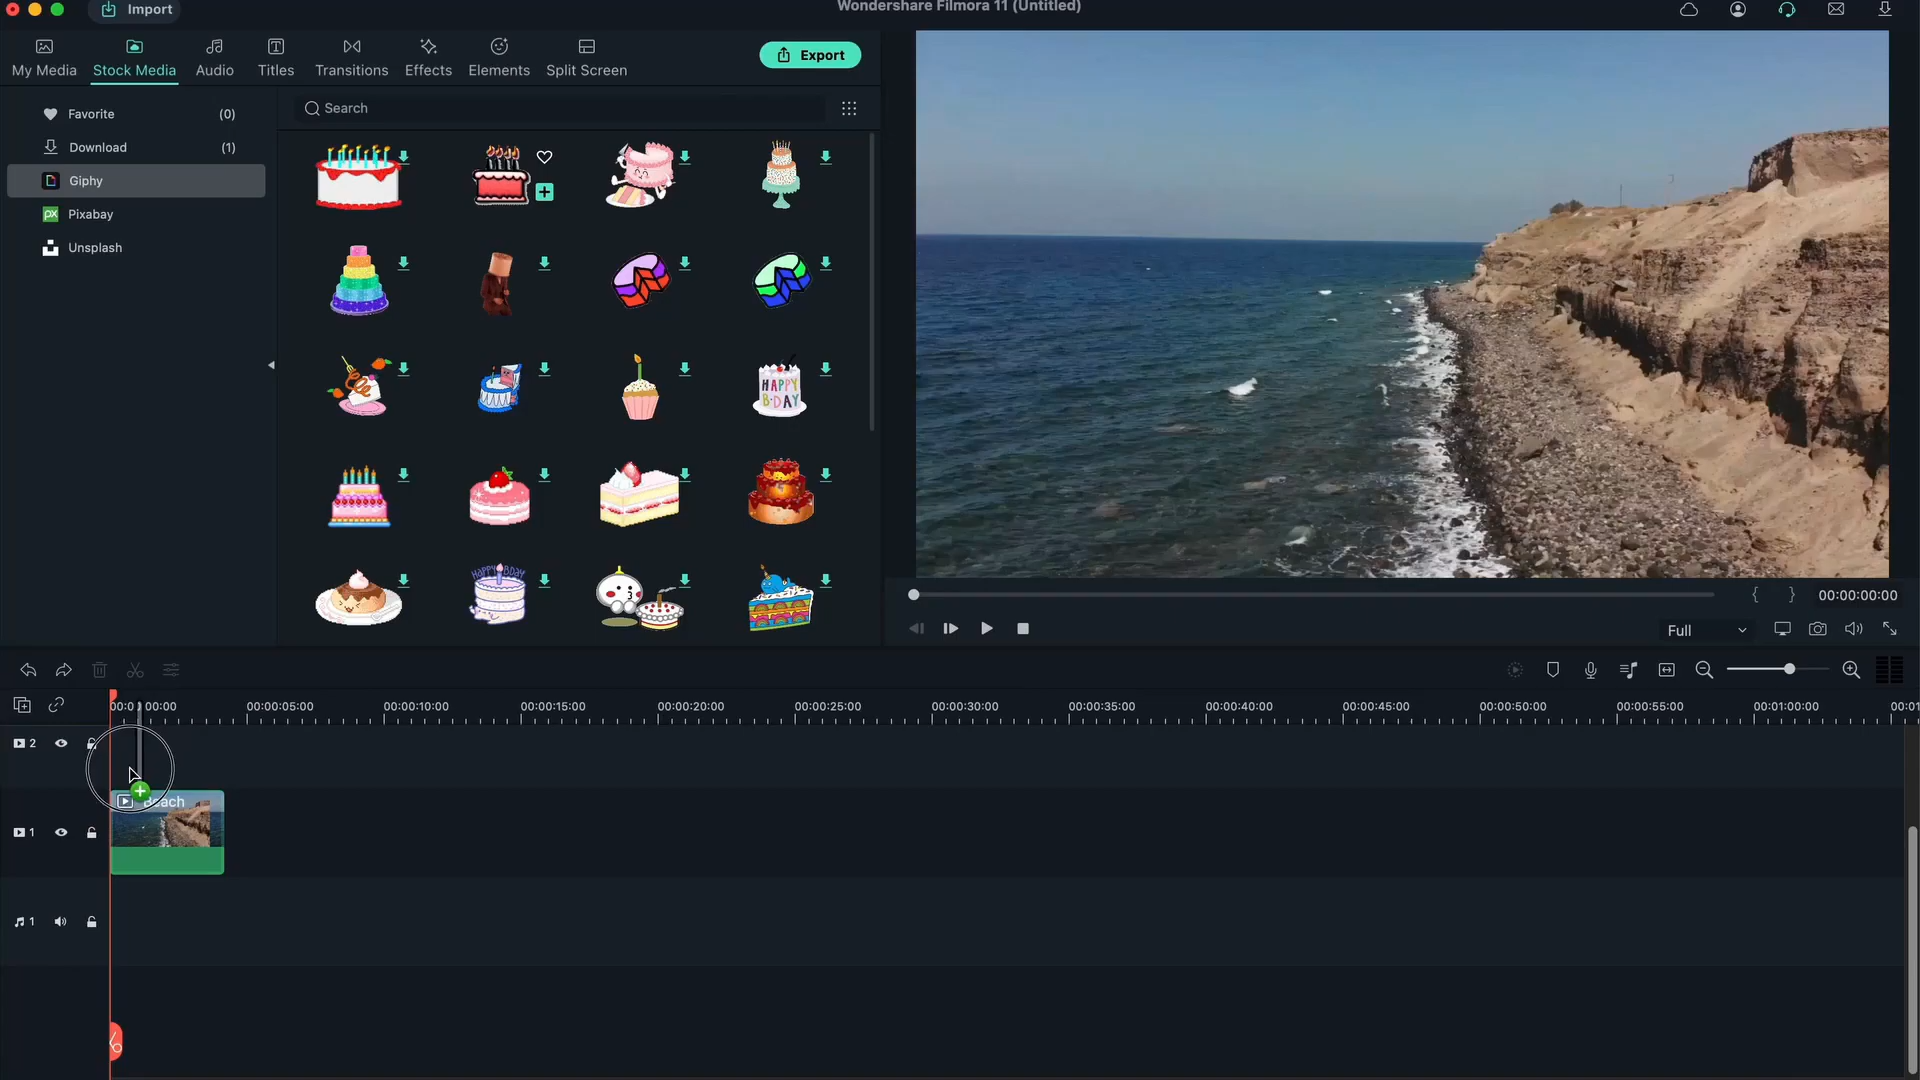 Import
Wondershare Filmora 11 (Untitled)
My Media
Stock Media
Audio
Titles
Transitions
Effects
Elements
Split Screen
Export
Favorite (0)
Download (1)
Giphy
Pixabay
Unsplash
Search
HAPPY
B-DAY
HAPPY BDAY
00:00:00:00
Full
00:00:05:00
00:00:10:00
00:00:15:00
00:00:20:00
00:00:25:00
00:00:30:00
00:00:35:00
00:00:40:00
00:00:45:00
00:00:50:00
00:00:55:00
00:01:00:00
2
Beach
1
1